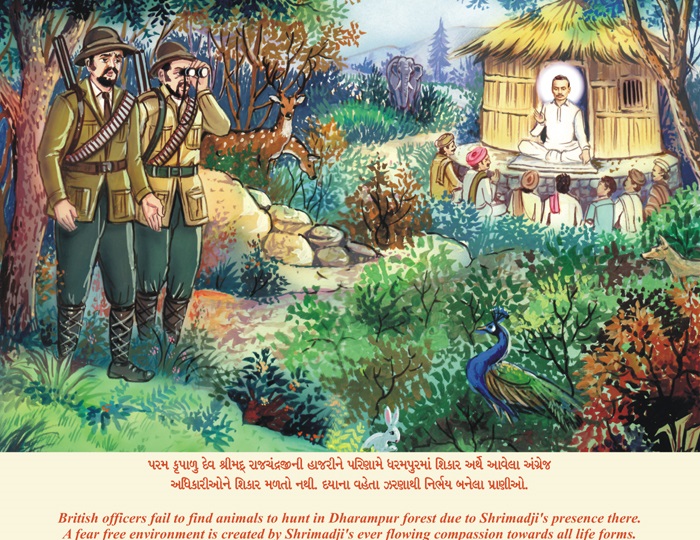 પરમ કૃપાળુ દેવ શ્રીમદ્ રાજચંદ્રજીની હાજરીને પરિણામે ધરમપુરમાં શિકાર અર્થે આવેલા અંગ્રેજ
અધિકારીઓને શિકાર મળતો નથી. દયાના વહેતા ઝરણાથી નિર્ભય બનેલા પ્રાણીઓ.
British officers fail to find animals to hunt in Dharampur forest due to Shrimadji's presence there.
A fear free environment is created by Shrimadji's ever flowing compassion towards all life forms.